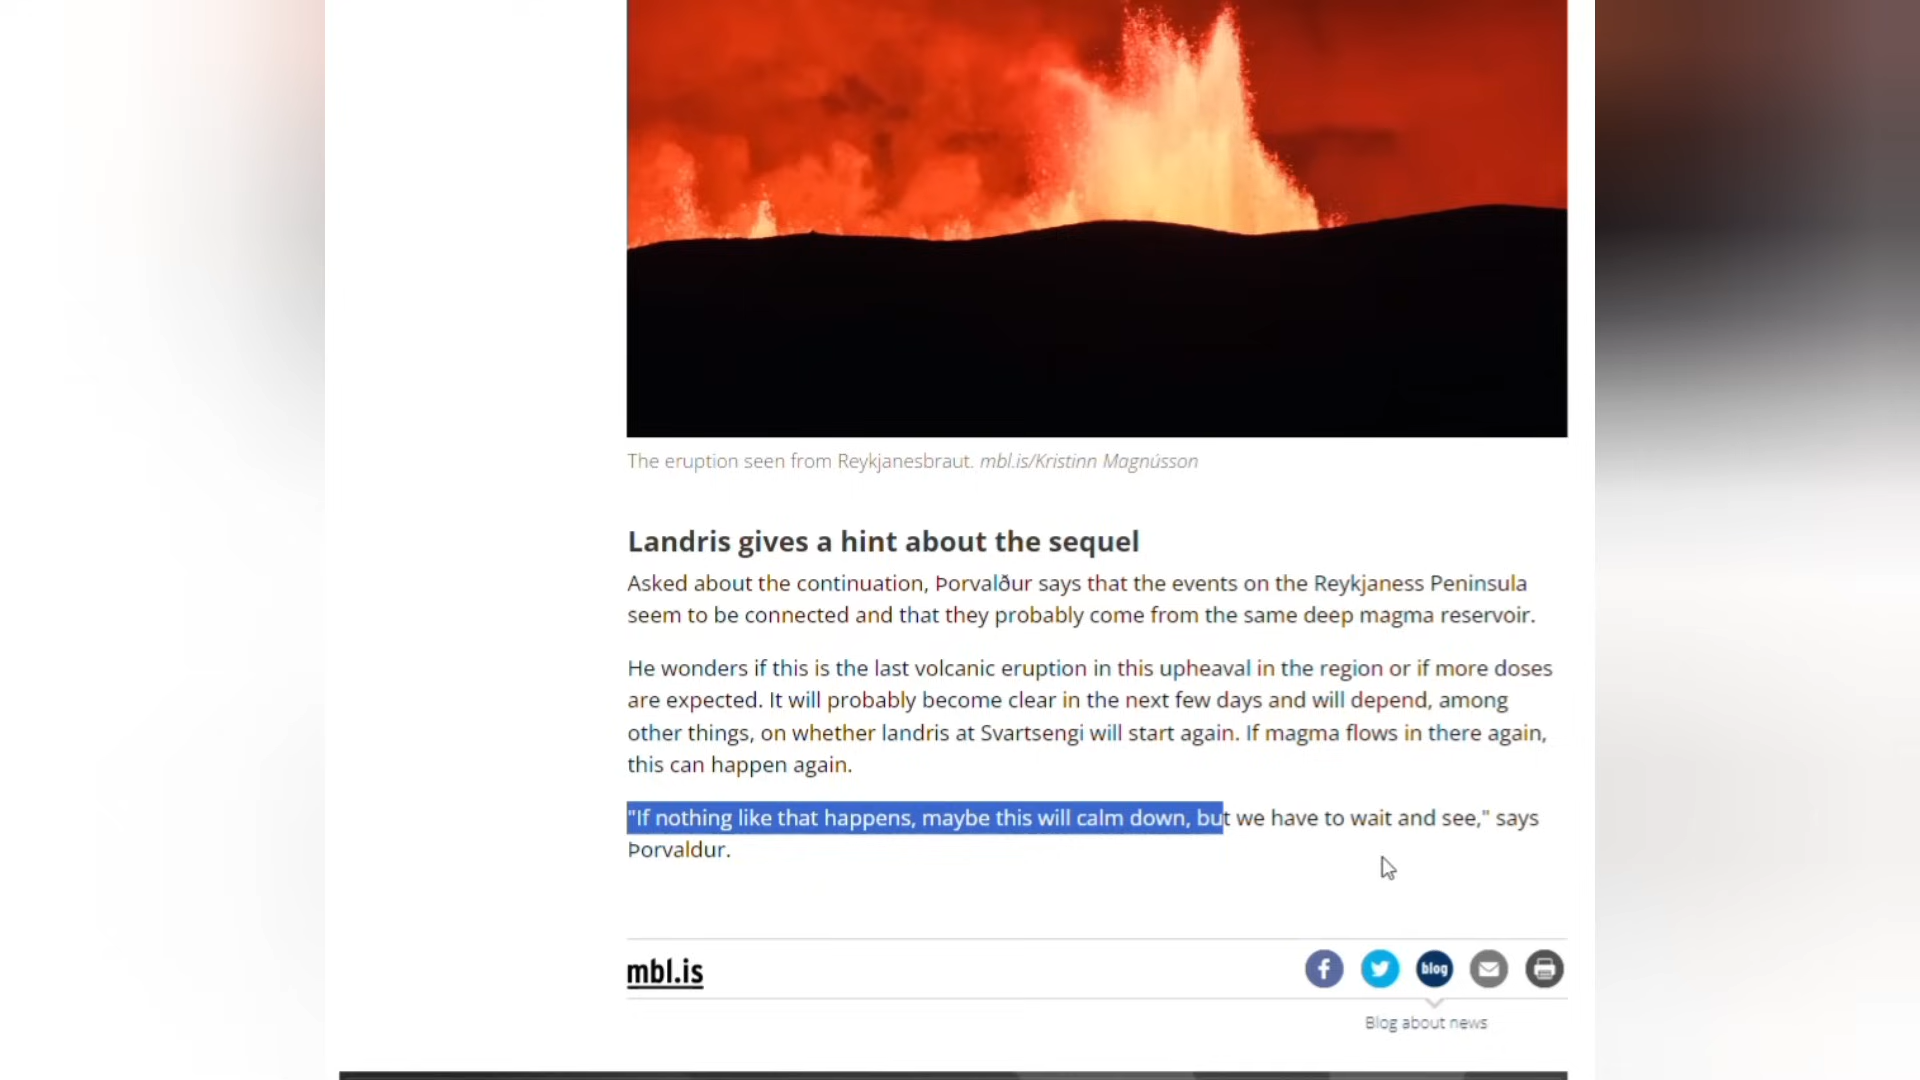 The eruption seen from Reykjanesbraut. mbl.is/Kristinn Magnússon
Landris gives a hint about the sequel
Asked about the continuation, Þorvalður says that the events on the Reykjaness Peninsula
seem to be connected and that they probably come from the same deep magma reservoir.
He wonders if this is the last volcanic eruption in this upheaval in the region or if more doses
are expected. It will probably become clear in the next few days and will depend, among
other things, on whether landris at Svartsengi will start again. If magma flows in there again,
this can happen again.
"If nothing like that happens, maybe this will calm down, but we have to wait and see," says
Þorvaldur.
mbl.is
blog
Blog about news